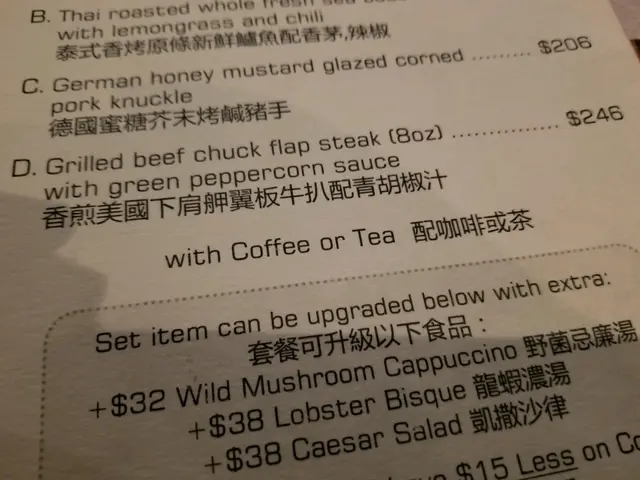 B. Thai roasted whole fresh sea
with lemongrass and chili
泰式香烤原條新鮮鱸魚配香茅,辣椒
C. German honey mustard glazed corned ......... $206
pork knuckle
德國蜜糖芥末烤鹹豬手
D. Grilled beef chuck flap steak (8oz) ................ $246
with green peppercorn sauce
香煎美國下肩胛翼板牛扒配青胡椒汁
with Coffee or Tea 配咖啡或茶
Set item can be upgraded below with extra:
套餐可升級以下食品：
+$32 Wild Mushroom Cappuccino 野菌忌廉湯
+$38 Lobster Bisque 龍蝦濃湯
+$38 Caesar Salad 凱撒沙律
$15 Less on